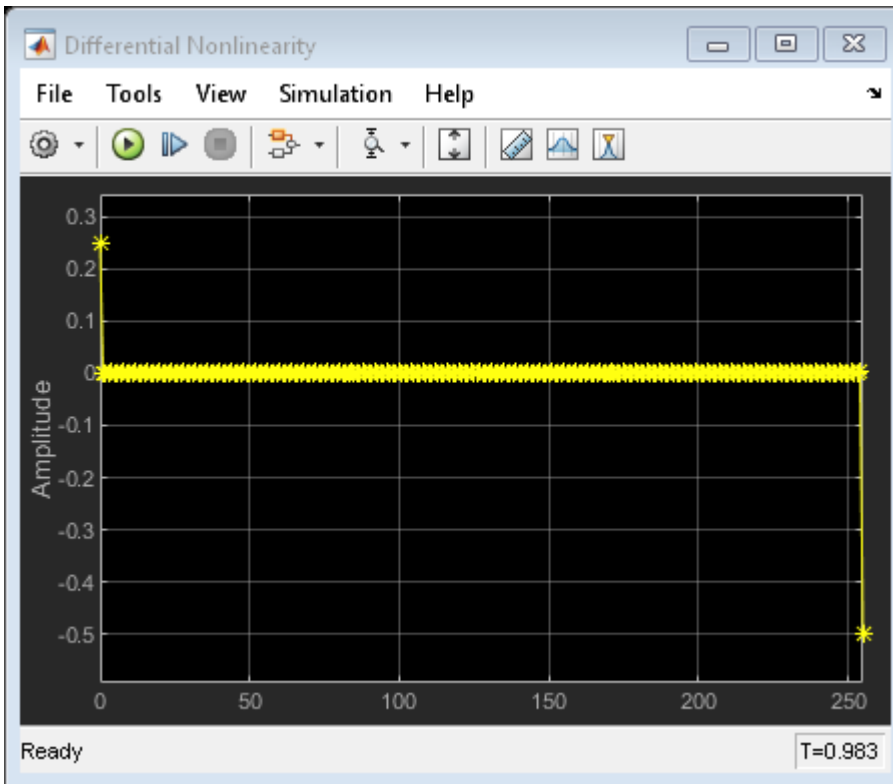 Differential Nonlinearity
File Tools View Simulation Help
0.3
0.2
0.1
0
-0.1
-0.2
-0.3
-0.4
-0.5
Amplitude
0 50 100 150 200 250
Ready T=0.983